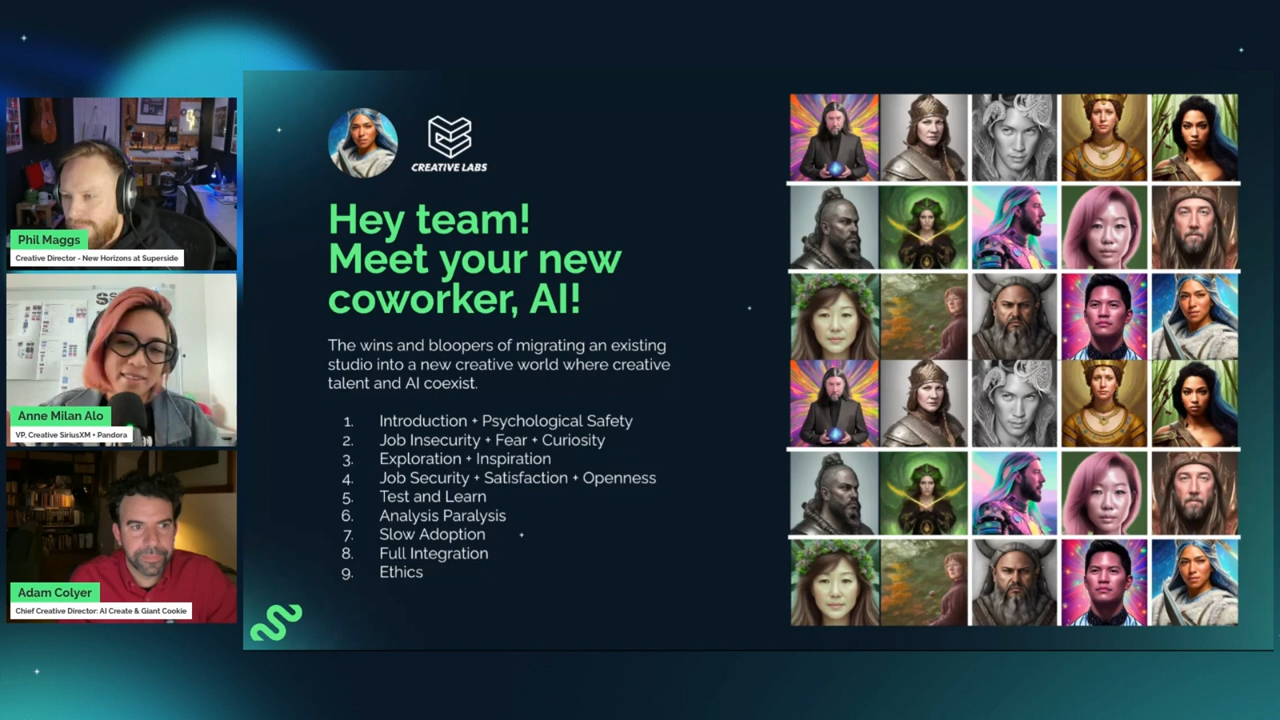 Phil Maggs
Creative Director - New Horizons at Superside
Anne Milan Alo
VP, Creative SiriusXM + Pandora
Adam Colyer
Chief Creative Director: AI Create & Giant Cookie
CREATIVE LABS
Hey team!
Meet your new
coworker, AI!
The wins and bloopers of migrating an existing
studio into a new creative world where creative
talent and AI coexist.
1. Introduction + Psychological Safety
2. Job Insecurity + Fear + Curiosity
3. Exploration + Inspiration
4. Job Security + Satisfaction + Openness
5. Test and Learn
6. Analysis Paralysis
7. Slow Adoption
8. Full Integration
9. Ethics